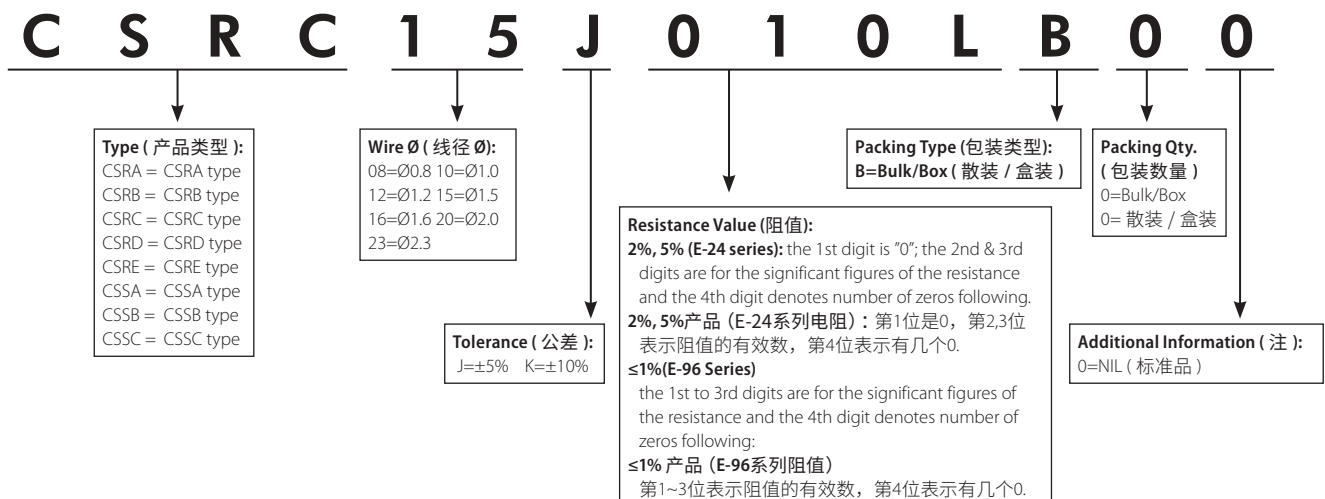 C S R C 1 5 J 0 1 0 L B 0 0
Type ( 产品类型 ):
CSRA = CSRA type
CSRB = CSRB type
CSRC = CSRC type
CSRD = CSRD type
CSRE = CSRE type
CSSA = CSSA type
CSSB = CSSB type
CSSC = CSSC type
Wire Ø ( 线径 Ø):
08=Ø0.8 10=Ø1.0
12=Ø1.2 15=Ø1.5
16=Ø1.6 20=Ø2.0
23=Ø2.3
Tolerance ( 公差 ):
J=±5% K=±10%
Resistance Value (阻值):
2%, 5% (E-24 series): the 1st digit is "0"; the 2nd & 3rd
digits are for the significant figures of the resistance
and the 4th digit denotes number of zeros following.
2%, 5%产品（E-24系列电阻）：第1位是0，第2,3位
表示阻值的有效数，第4位表示有几个0.
≤1%(E-96 Series)
the 1st to 3rd digits are for the significant figures of
the resistance and the 4th digit denotes number of
zeros following:
≤1% 产品（E-96系列阻值）
第1~3位表示阻值的有效数，第4位表示有几个0.
Packing Type (包装类型):
B=Bulk/Box ( 散装 / 盒装 )
Packing Qty.
( 包装数量 )
0=Bulk/Box
0= 散装 / 盒装
Additional Information ( 注 ):
0=NIL ( 标准品 )